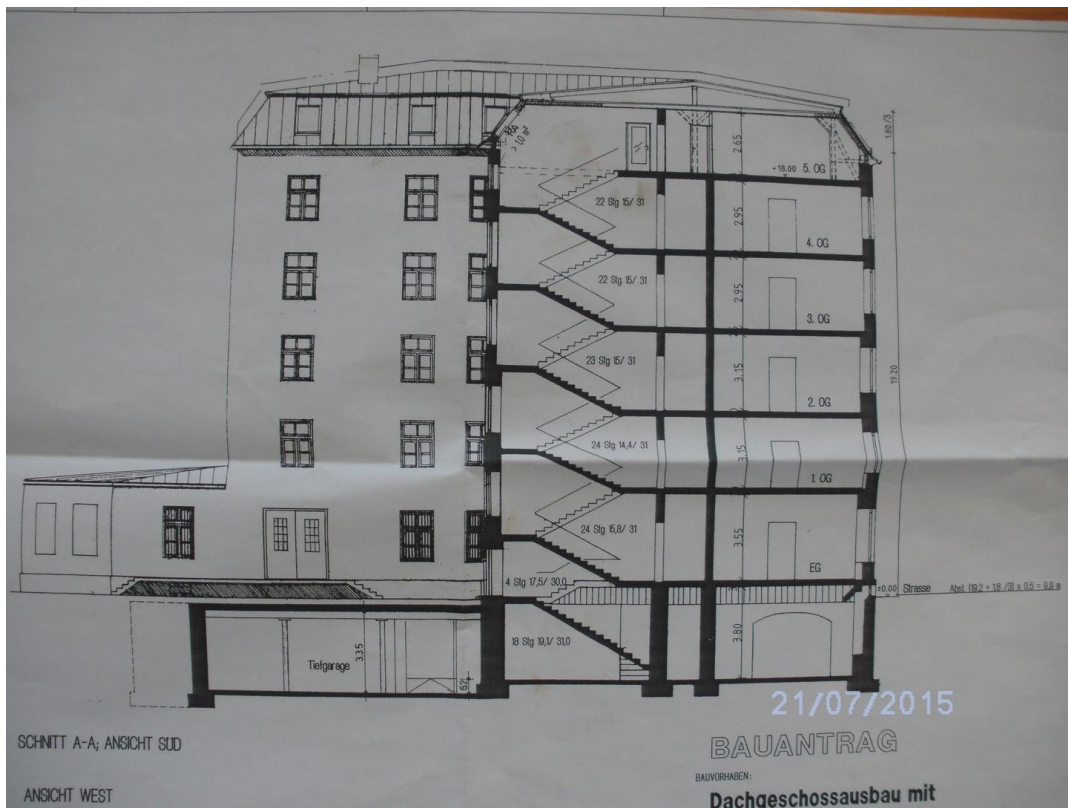 1.80/3
> 1.0 m²
2.65
+18.00
5. OG
22 Stg 15/ 31
2.95
4. OG
22 Stg 15/ 31
2.95
3. OG
23 Stg 15/ 31
3.15
19.20
2. OG
24 Stg 14,4/ 31
3.15
1. OG
24 Stg 15,8/ 31
3.55
EG
4 Stg 17,5/ 30,0
±0.00 Strasse
Abst (19.2 + 1.8 /3) x 0.5 = 9.9 m
18 Stg 19,1/ 31,0
3.80
3.35
Tiefgarage
62
21/07/2015
SCHNITT A-A; ANSICHT SÜD
BAUANTRAG
BAUVORHABEN:
ANSICHT WEST
Dachgeschossausbau mit